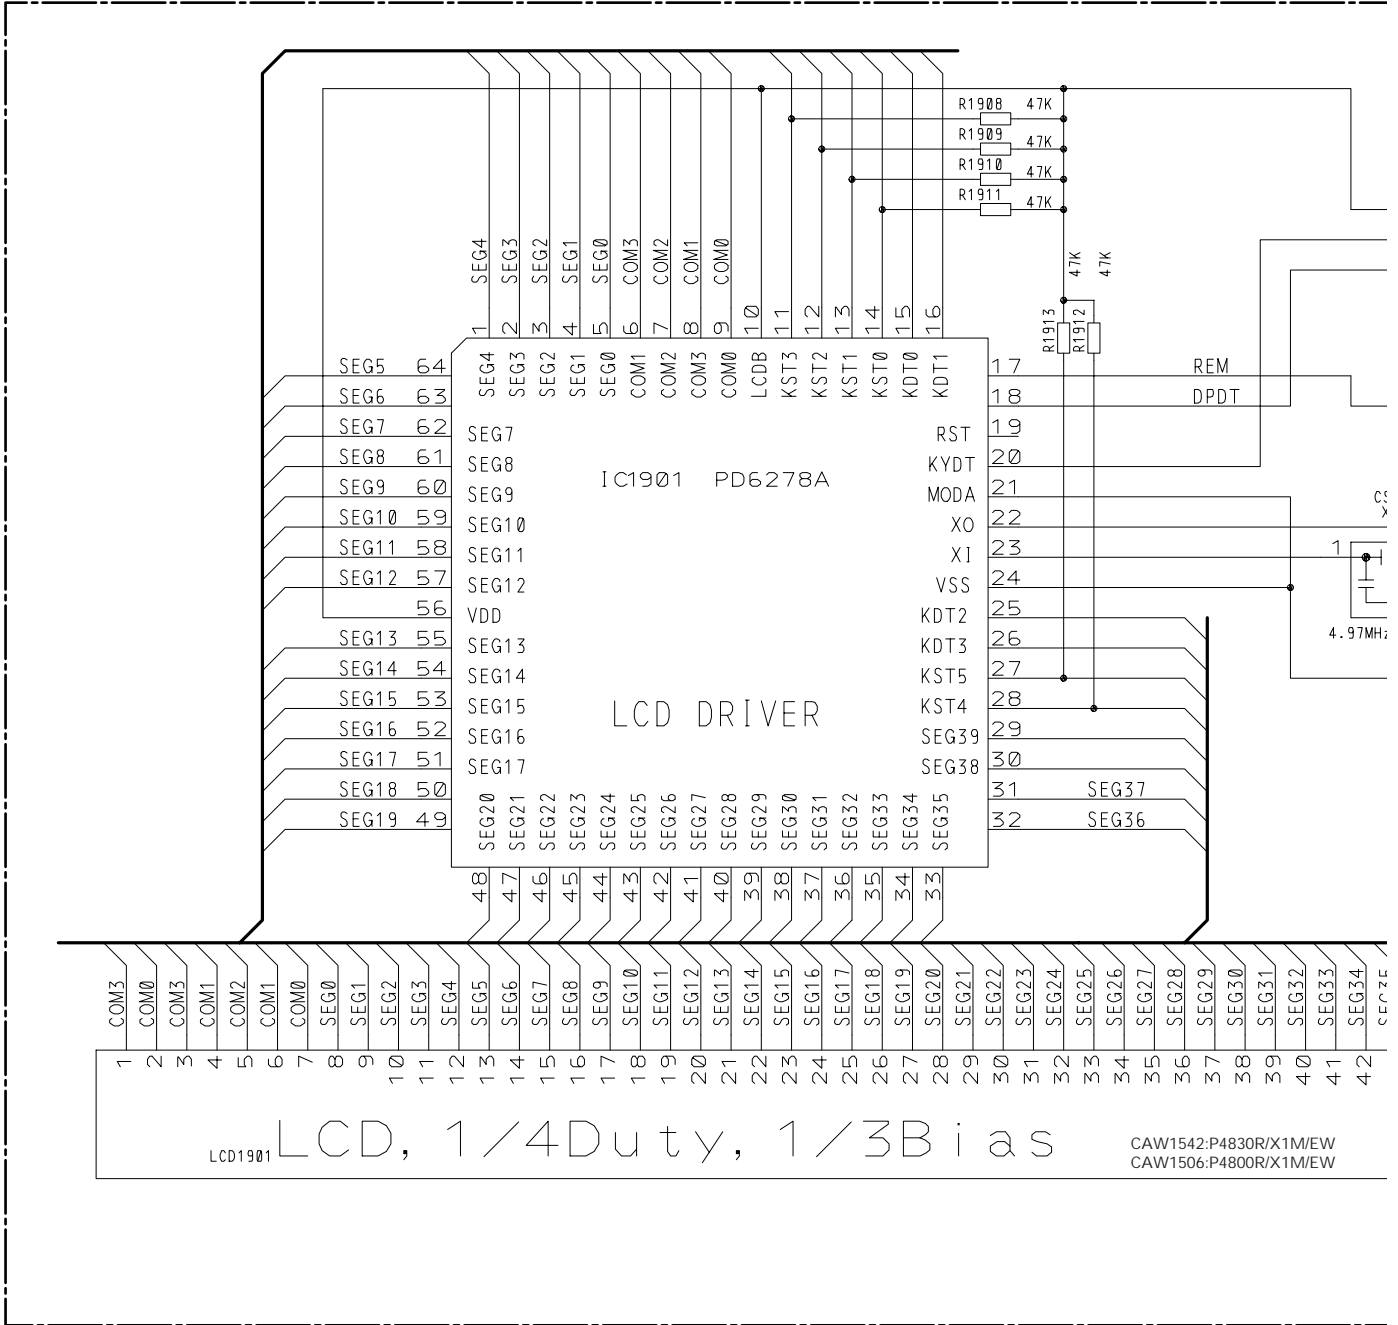 R1908 47K
R1909 47K
R1910 47K
R1911 47K
SEG4 SEG3 SEG2 SEG1 SEG0 COM3 COM2 COM1 COM0
47K 47K
R1913 R1912
1 2 3 4 5 6 7 8 9 10 11 12 13 14 15 16
SEG4 SEG3 SEG2 SEG1 SEG0 COM1 COM2 COM3 COM0 LCDB KST3 KST2 KST1 KST0 KDT0 KDT1
SEG5 64 17 REM
SEG6 63 18 DPDT
SEG7 62 SEG7 RST 19
SEG8 61 SEG8 KYDT 20
IC1901 PD6278A
SEG9 60 SEG9 MODA 21
SEG10 59 SEG10 XO 22
SEG11 58 SEG11 XI 23 1
SEG12 57 SEG12 VSS 24
56 VDD KDT2 25
4.97MHz
SEG13 55 SEG13 KDT3 26
SEG14 54 SEG14 KST5 27
SEG15 53 SEG15 KST4 28
LCD DRIVER
SEG16 52 SEG16 SEG39 29
SEG17 51 SEG17 SEG38 30
SEG18 50 31 SEG37
SEG19 49 32 SEG36
SEG20 SEG21 SEG22 SEG23 SEG24 SEG25 SEG26 SEG27 SEG28 SEG29 SEG30 SEG31 SEG32 SEG33 SEG34 SEG35
48 47 46 45 44 43 42 41 40 39 38 37 36 35 34 33
COM3 COM0 COM3 COM1 COM2 COM1 COM0 SEG0 SEG1 SEG2 SEG3 SEG4 SEG5 SEG6 SEG7 SEG8 SEG9 SEG10 SEG11 SEG12 SEG13 SEG14 SEG15 SEG16 SEG17 SEG18 SEG19 SEG20 SEG21 SEG22 SEG23 SEG24 SEG25 SEG26 SEG27 SEG28 SEG29 SEG30 SEG31 SEG32 SEG33 SEG34 SEG35
1 2 3 4 5 6 7 8 9 10 11 12 13 14 15 16 17 18 19 20 21 22 23 24 25 26 27 28 29 30 31 32 33 34 35 36 37 38 39 40 41 42
LCD1901 LCD, 1/4Duty, 1/3Bias
CAW1542:P4830R/X1M/EW
CAW1506:P4800R/X1M/EW